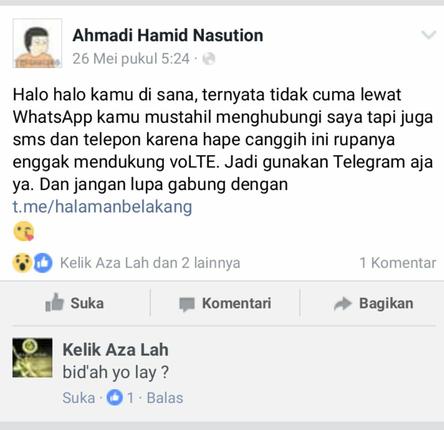 Ahmadi Hamid Nasution
26 Mei pukul 5:24 ·
Halo halo kamu di sana, ternyata tidak cuma lewat
WhatsApp kamu mustahil menghubungi saya tapi juga
sms dan telepon karena hape canggih ini rupanya
enggak mendukung voLTE. Jadi gunakan Telegram aja
ya. Dan jangan lupa gabung dengan
t.me/halamanbelakang
Kelik Aza Lah dan 2 lainnya 1 Komentar
Suka Komentari Bagikan
Kelik Aza Lah
bid'ah yo lay ?
Suka · 1 · Balas